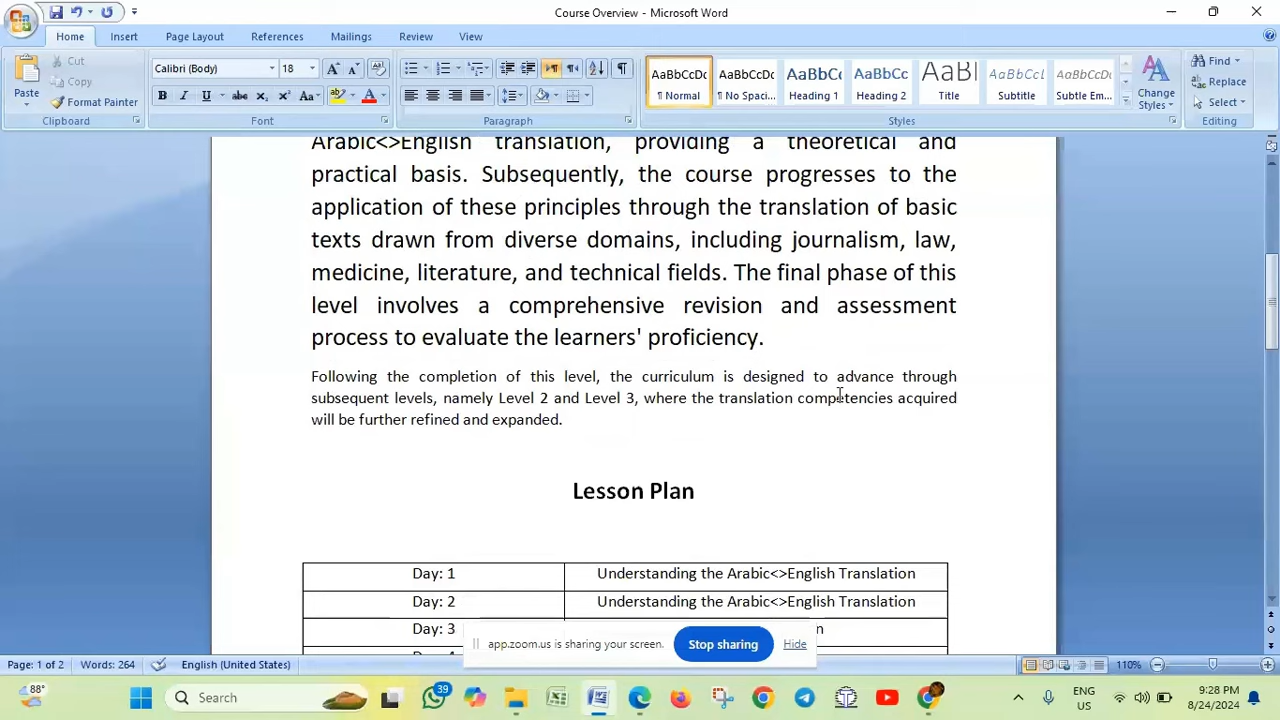 Course Overview - Microsoft Word
Home Insert Page Layout References Mailings Review View
Paste
Cut
Copy
Format Painter
Clipboard
Calibri (Body) 18
Font
Paragraph
AaBbCcDc AaBbCcDc AaBbC AaBbCc AaBl AaBbCcL AaBbCcDc
¶ Normal ¶ No Spaci... Heading 1 Heading 2 Title Subtitle Subtle Em...
Styles
Change Styles
Find
Replace
Select
Editing
Arabic<>English translation, providing a theoretical and
practical basis. Subsequently, the course progresses to the
application of these principles through the translation of basic
texts drawn from diverse domains, including journalism, law,
medicine, literature, and technical fields. The final phase of this
level involves a comprehensive revision and assessment
process to evaluate the learners' proficiency.
Following the completion of this level, the curriculum is designed to advance through
subsequent levels, namely Level 2 and Level 3, where the translation competencies acquired
will be further refined and expanded.
Lesson Plan
Day: 1 Understanding the Arabic<>English Translation
Day: 2 Understanding the Arabic<>English Translation
Day: 3
app.zoom.us is sharing your screen. Stop sharing Hide
Page: 1 of 2 Words: 264 English (United States) 110%
88° Search 39 ENG US 9:28 PM 8/24/2024